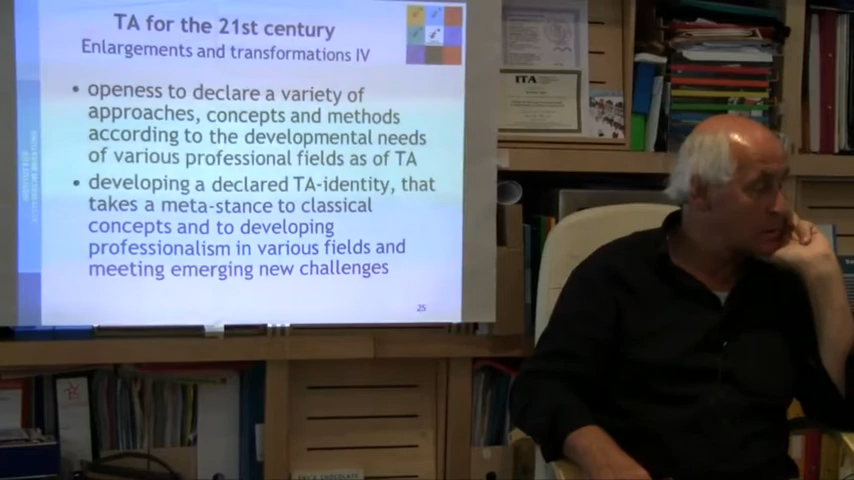 TA for the 21st century
Enlargements and transformations IV
• openess to declare a variety of
approaches, concepts and methods
according to the developmental needs
of various professional fields as of TA
• developing a declared TA-identity, that
takes a meta-stance to classical
concepts and to developing
professionalism in various fields and
meeting emerging new challenges
25
ITA